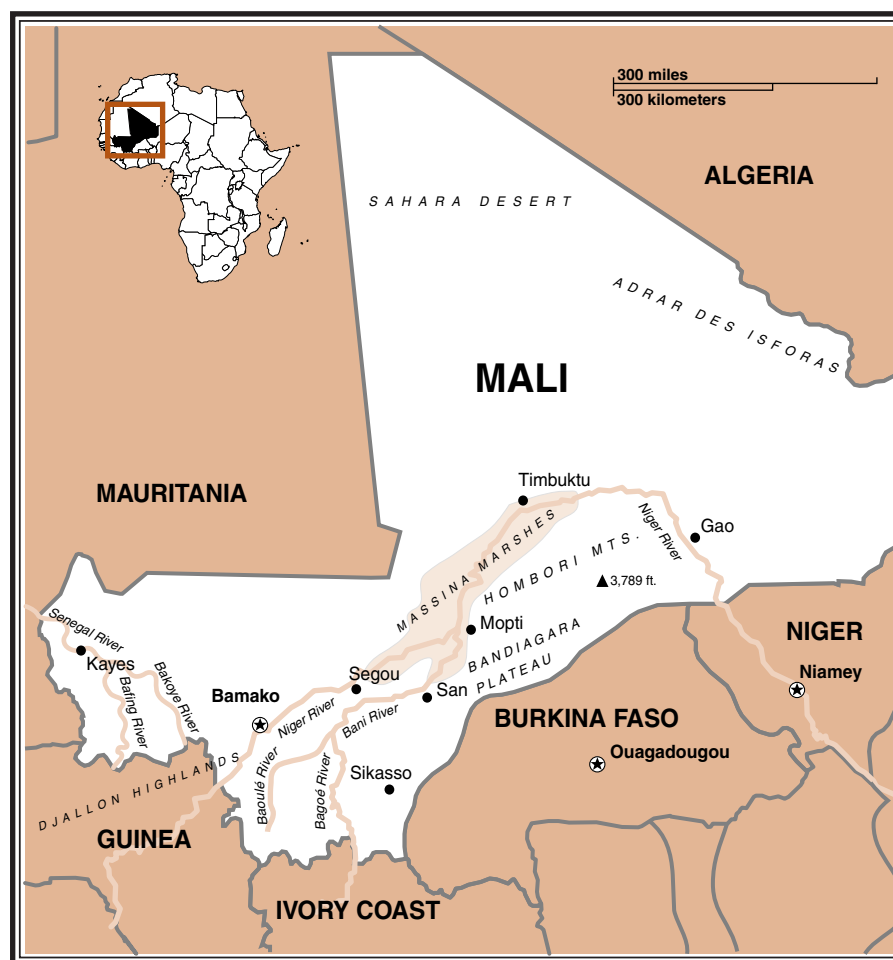 300 miles
300 kilometers
ALGERIA
SAHARA DESERT
ADRAR DES ISFORAS
MALI
MAURITANIA
Timbuktu
Niger River
Gao
MASSINA MARSHES
HOMBORI MTS.
3,789 ft.
Senegal River
Mopti
NIGER
Kayes
BANDIAGARA
PLATEAU
Bakoye River
Bafing River
Segou
Niamey
Bamako
San
Niger River
Bani River
BURKINA FASO
Ouagadougou
DJALLON HIGHLANDS
Baoulé River
Bagoé River
Sikasso
GUINEA
IVORY COAST